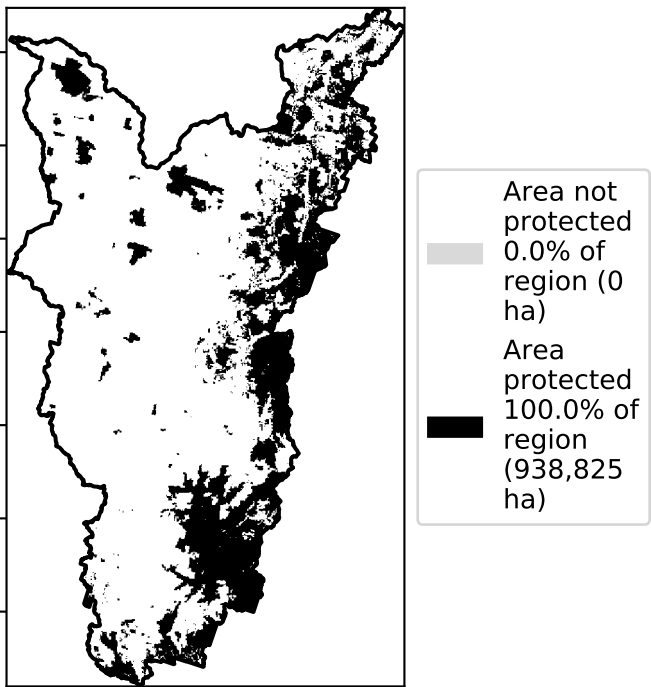 Area not
protected
0.0% of
region (0
ha)
Area
protected
100.0% of
region
(938,825
ha)